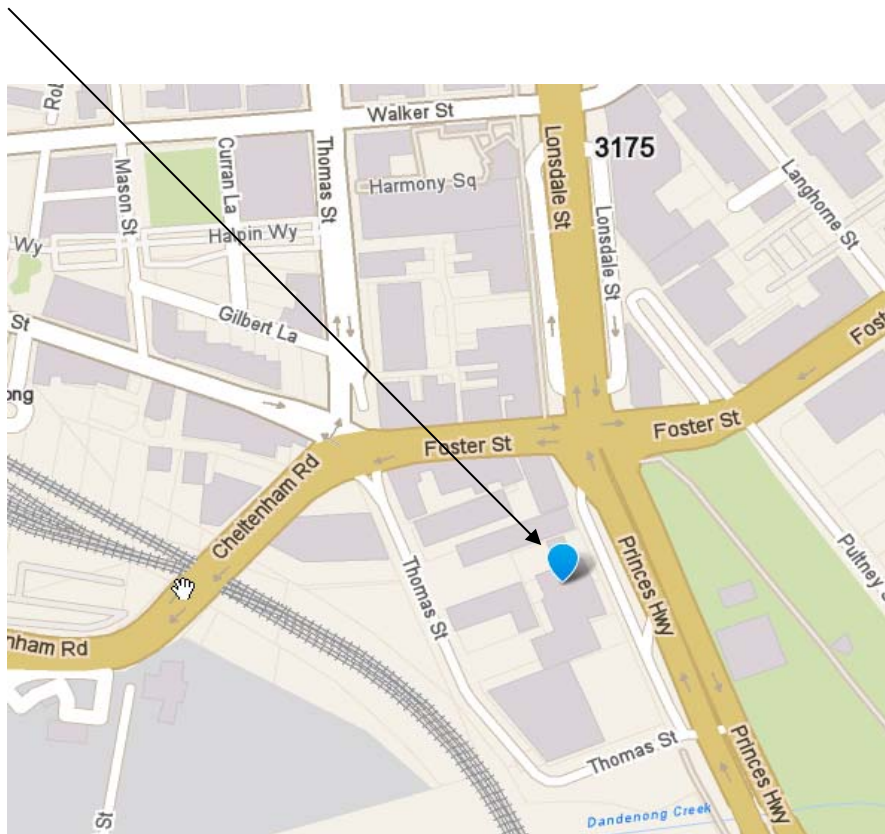 Rob
Walker St
Lonsdale St
3175
Mason St
Curran La
Thomas St
Harmony Sq
Lonsdale St
Langhorne St
Wy
Halpin Wy
St
Gilbert La
Fost
ong
Foster St
Foster St
Cheltenham Rd
Thomas St
Princes Hwy
Pultney
nham Rd
Thomas St
Princes Hwy
St
Dandenong Creek